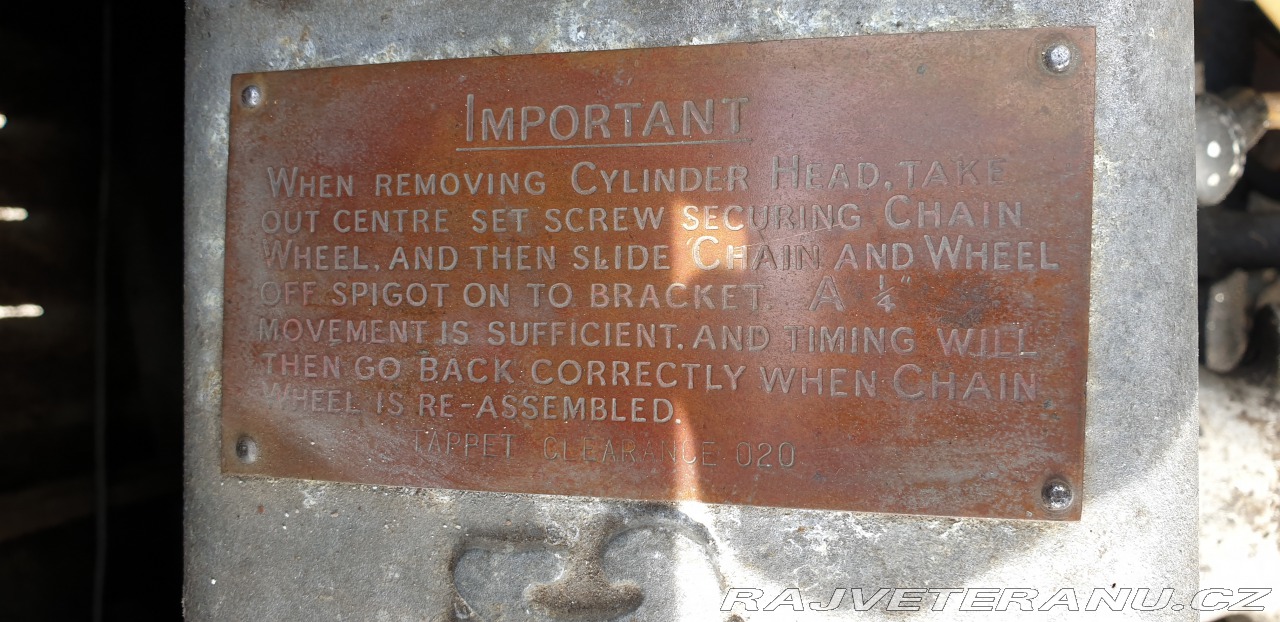 IMPORTANT
WHEN REMOVING CYLINDER HEAD, TAKE
OUT CENTRE SET SCREW SECURING CHAIN
WHEEL, AND THEN SLIDE CHAIN AND WHEEL
OFF SPIGOT ON TO BRACKET A ¼"
MOVEMENT IS SUFFICIENT. AND TIMING WILL
THEN GO BACK CORRECTLY WHEN CHAIN
WHEEL IS RE-ASSEMBLED.
TAPPET CLEARANCE 020
RAJVETERANU.CZ